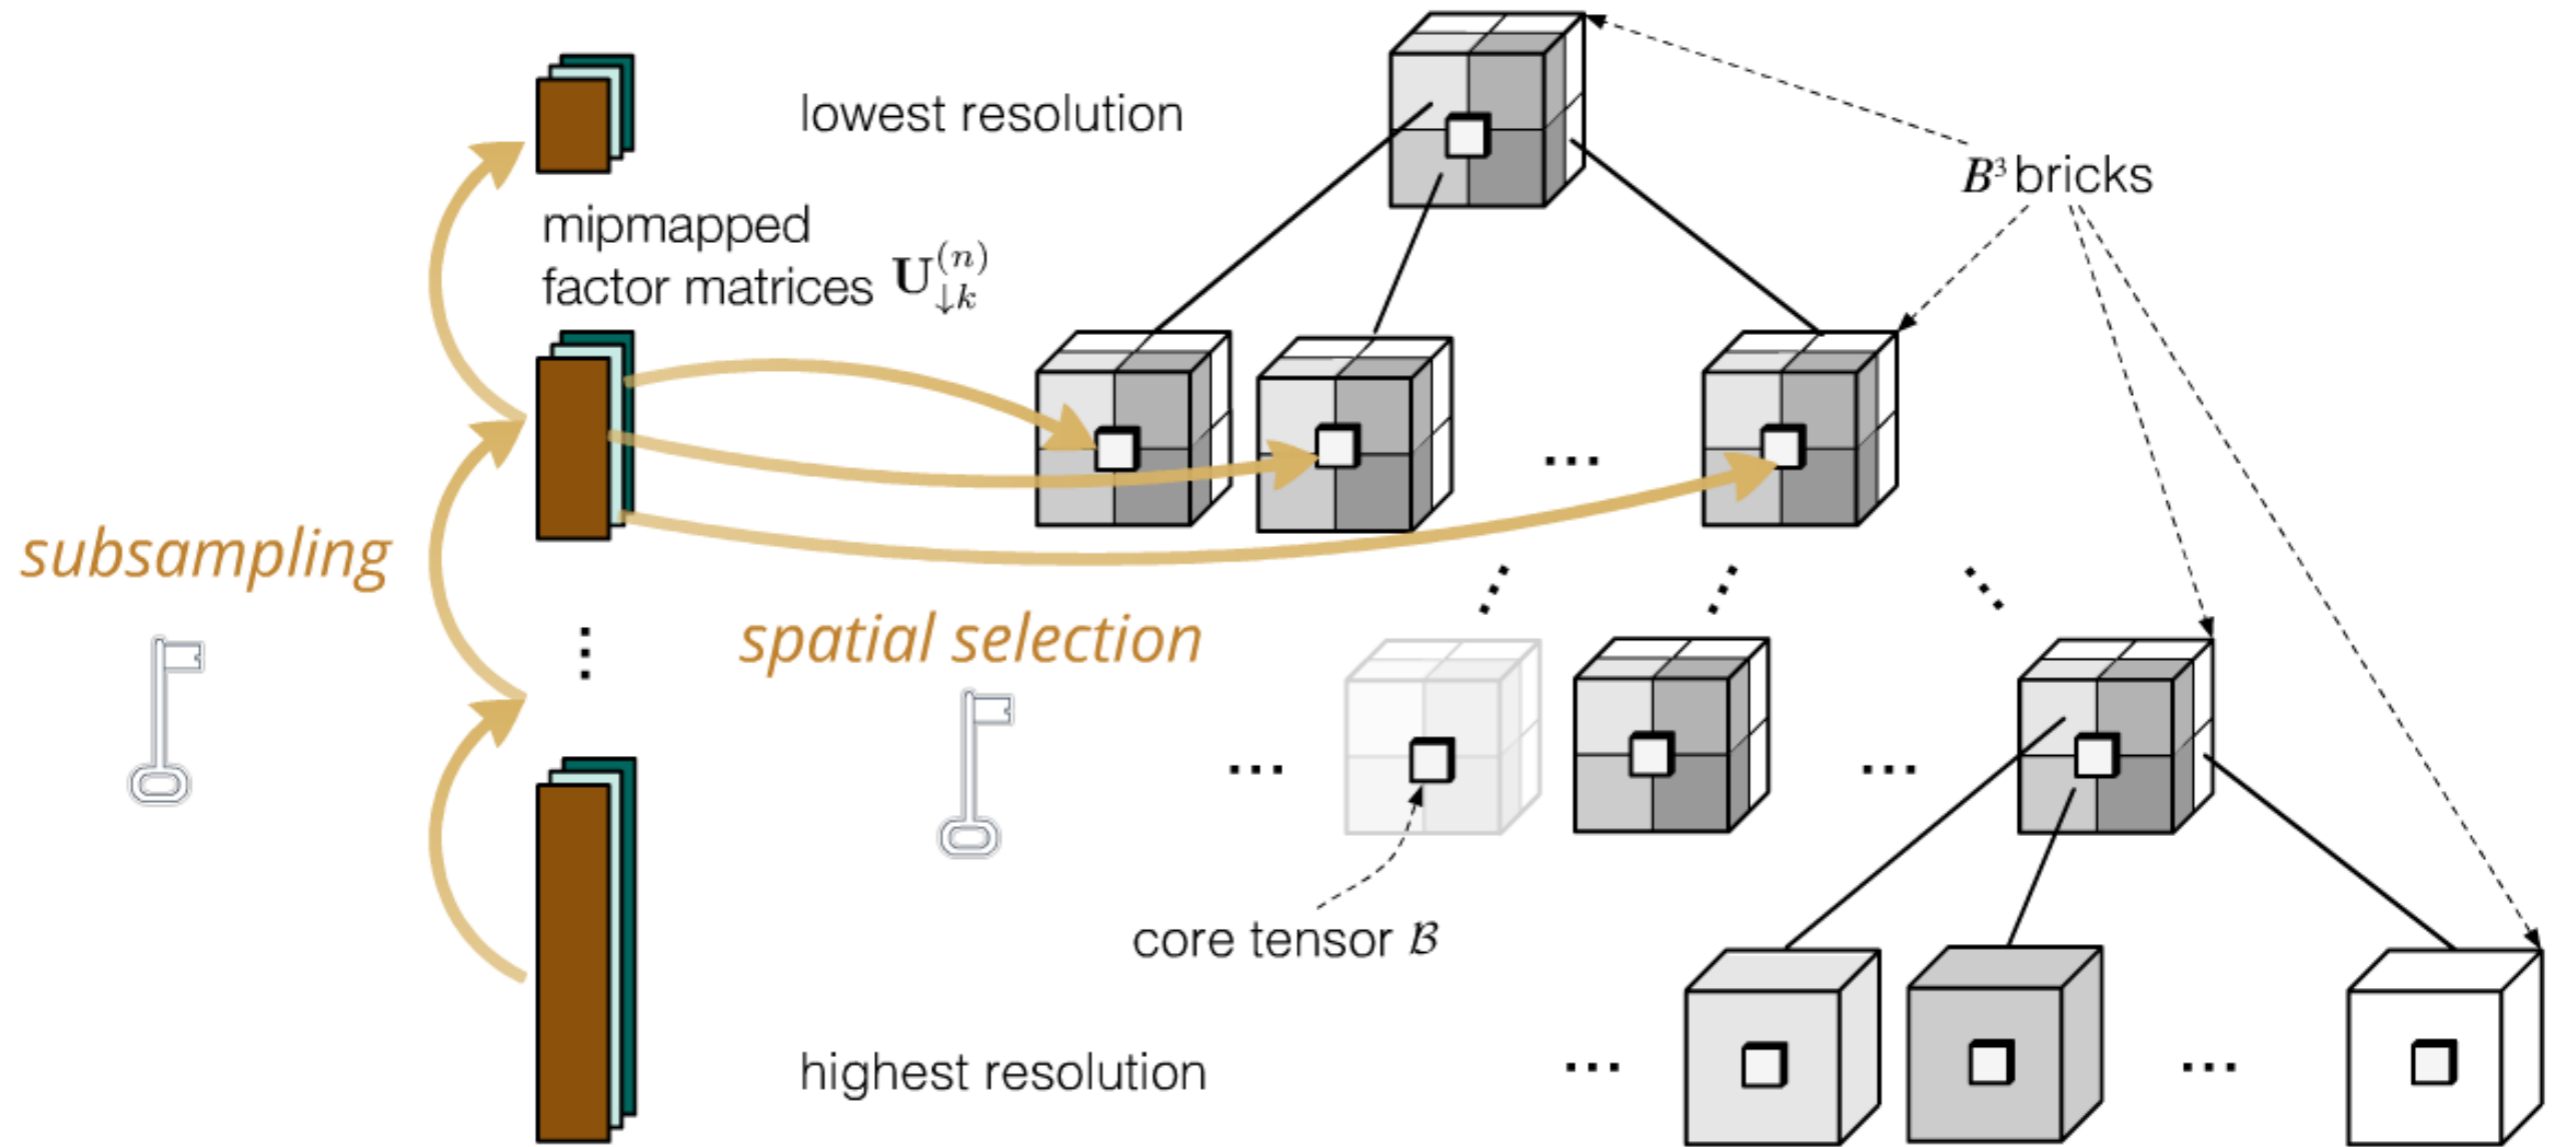 lowest resolution
B³ bricks
mipmapped
factor matrices U↓k(n)
subsampling
spatial selection
core tensor ℬ
highest resolution